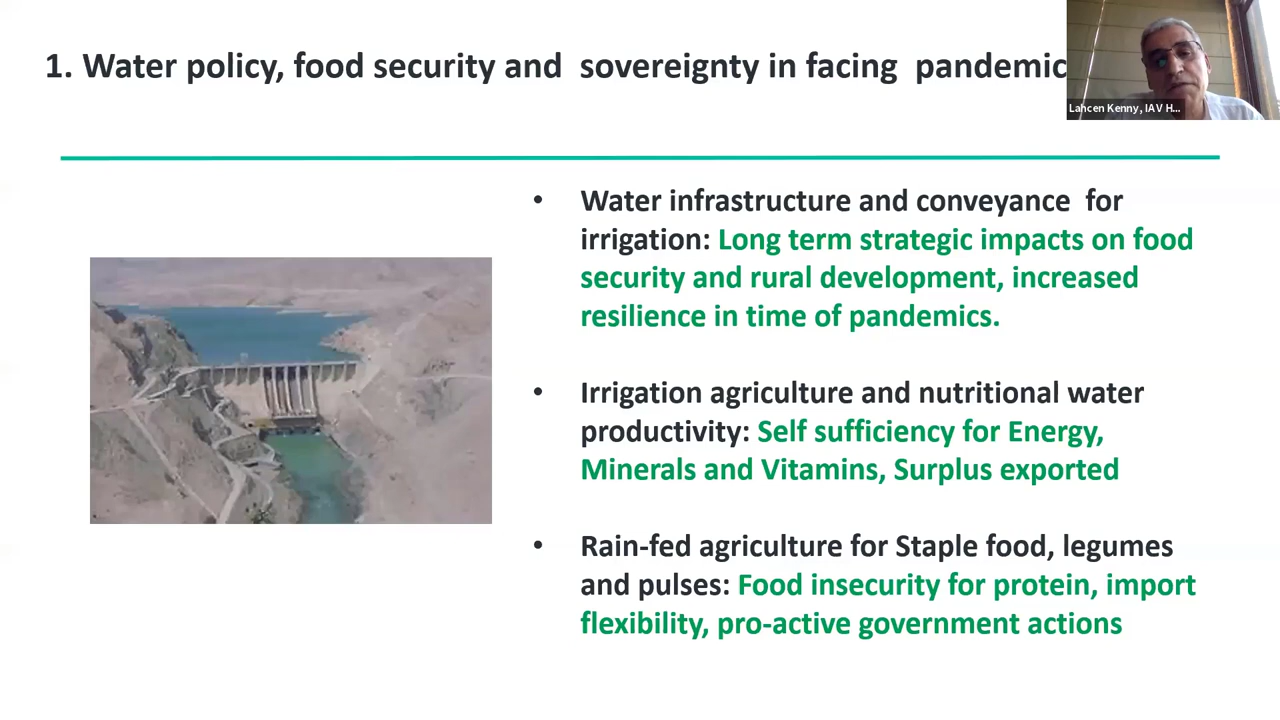 1. Water policy, food security and sovereignty in facing pandemic
Lahcen Kenny, IAV H...
• Water infrastructure and conveyance for
irrigation: Long term strategic impacts on food
security and rural development, increased
resilience in time of pandemics.
• Irrigation agriculture and nutritional water
productivity: Self sufficiency for Energy,
Minerals and Vitamins, Surplus exported
• Rain-fed agriculture for Staple food, legumes
and pulses: Food insecurity for protein, import
flexibility, pro-active government actions